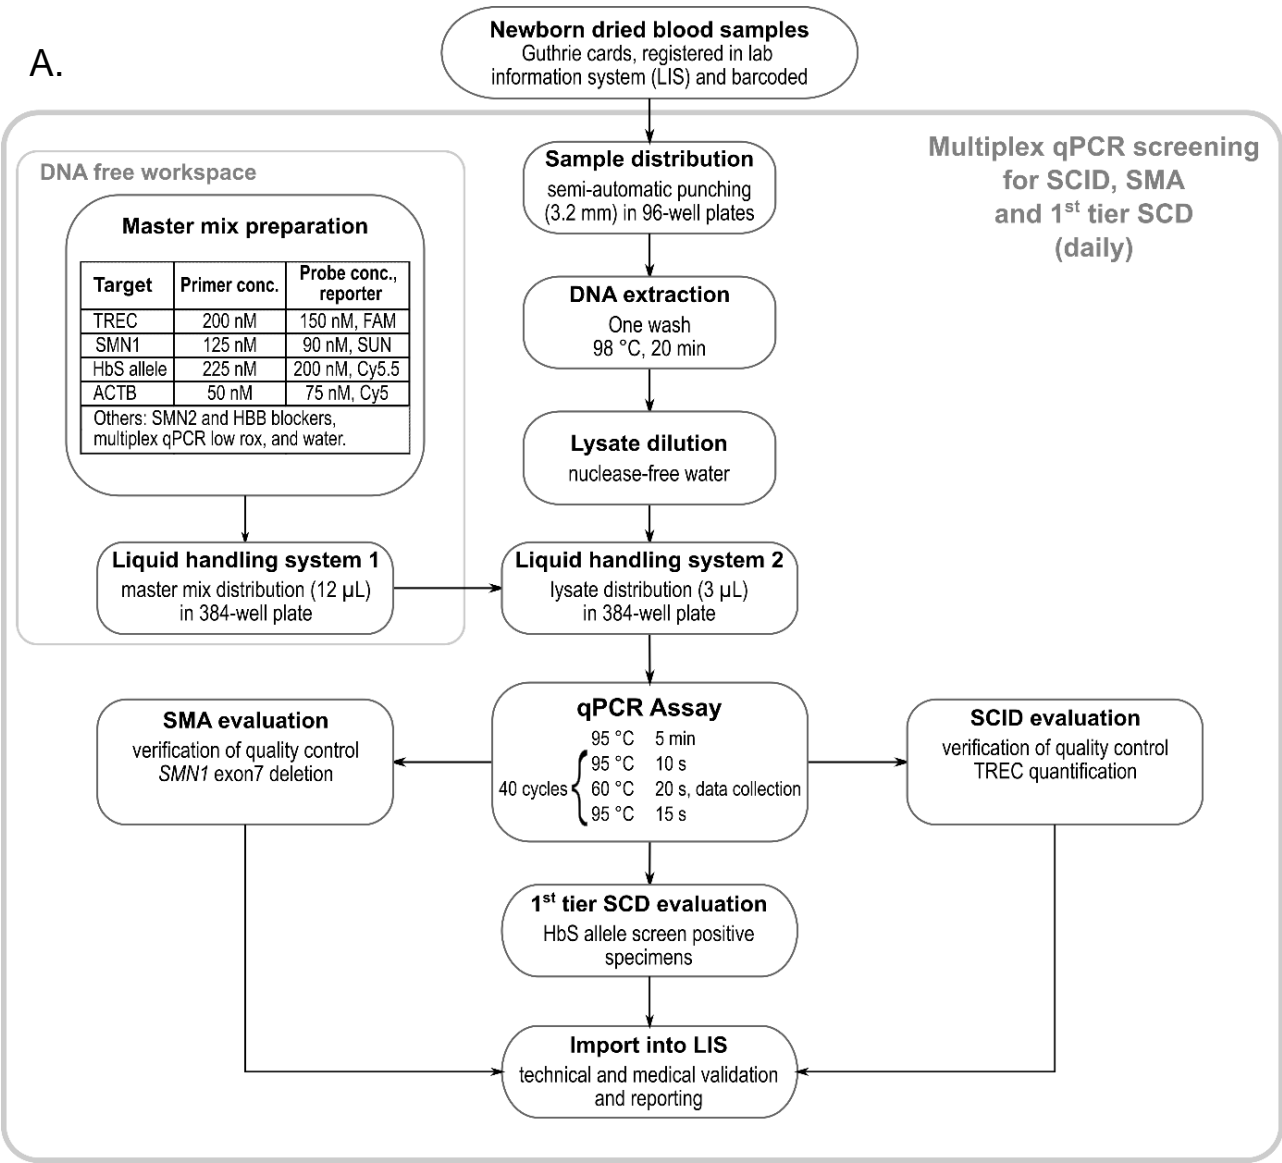 A.
Newborn dried blood samples
Guthrie cards, registered in lab
information system (LIS) and barcoded
Multiplex qPCR screening
for SCID, SMA
and 1st tier SCD
(daily)
DNA free workspace
Master mix preparation
Target Primer conc. Probe conc., reporter
TREC 200 nM 150 nM, FAM
SMN1 125 nM 90 nM, SUN
HbS allele 225 nM 200 nM, Cy5.5
ACTB 50 nM 75 nM, Cy5
Others: SMN2 and HBB blockers,
multiplex qPCR low rox, and water.
Liquid handling system 1
master mix distribution (12 µL)
in 384-well plate
Sample distribution
semi-automatic punching
(3.2 mm) in 96-well plates
DNA extraction
One wash
98 °C, 20 min
Lysate dilution
nuclease-free water
Liquid handling system 2
lysate distribution (3 µL)
in 384-well plate
SMA evaluation
verification of quality control
SMN1 exon7 deletion
qPCR Assay
95 °C 5 min
95 °C 10 s
40 cycles { 60 °C 20 s, data collection
95 °C 15 s
SCID evaluation
verification of quality control
TREC quantification
1st tier SCD evaluation
HbS allele screen positive
specimens
Import into LIS
technical and medical validation
and reporting